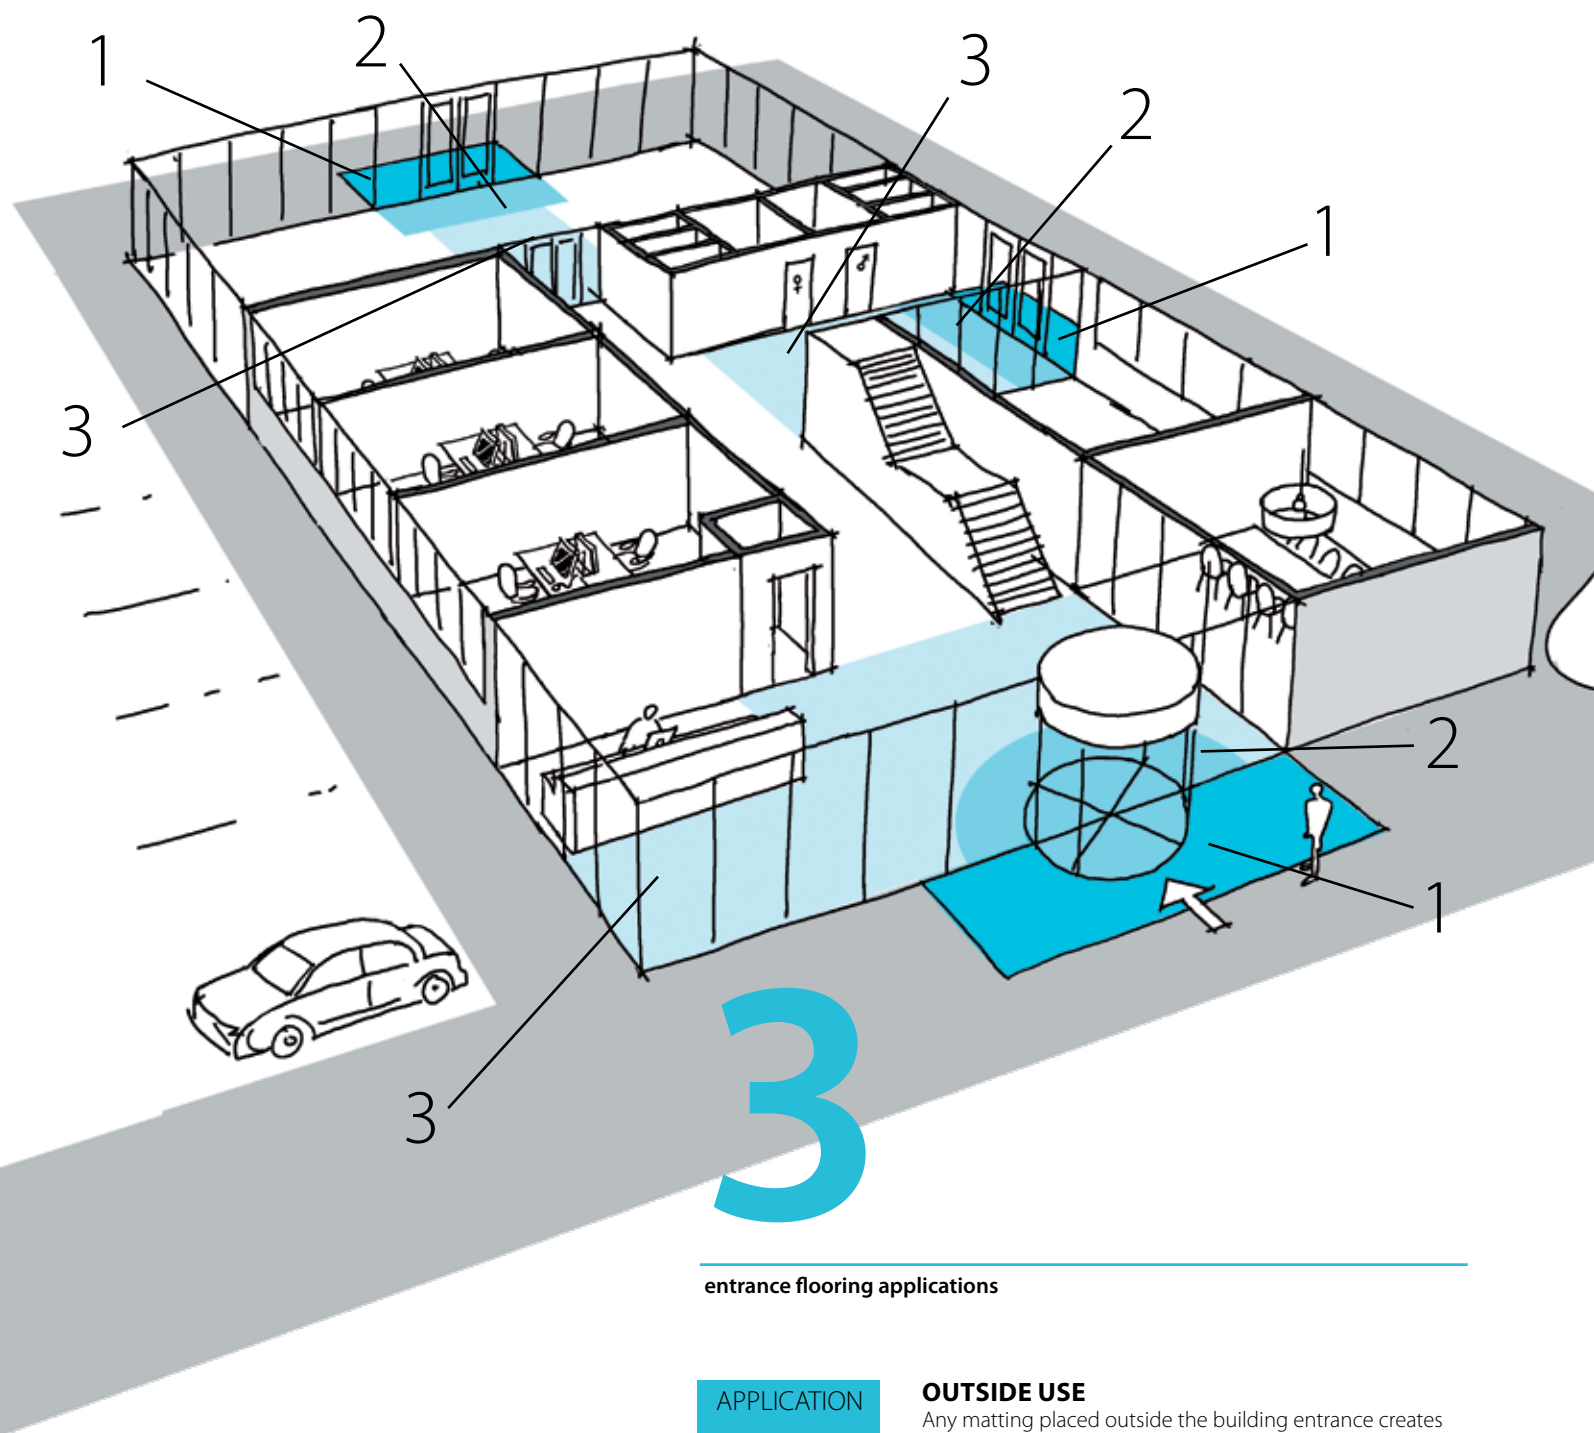 1
2
3
2
1
3
2
1
3
3
entrance flooring applications
APPLICATION
OUTSIDE USE
Any matting placed outside the building entrance creates